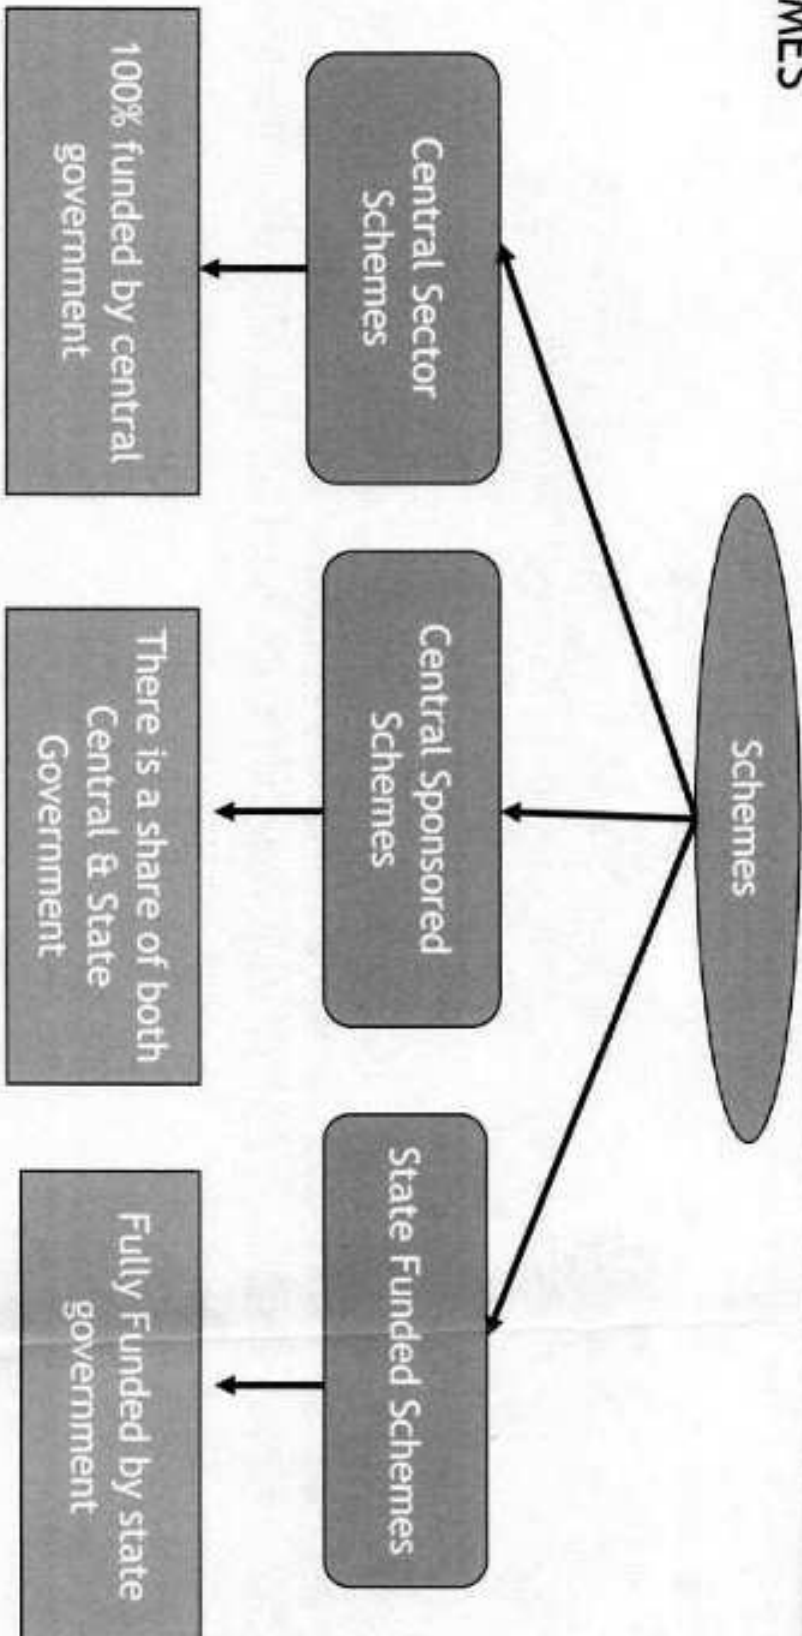 MES
Schemes
Central Sector
Schemes
Central Sponsored
Schemes
State Funded Schemes
100% funded by central
government
There is a share of both
Central & State
Government
Fully Funded by state
government